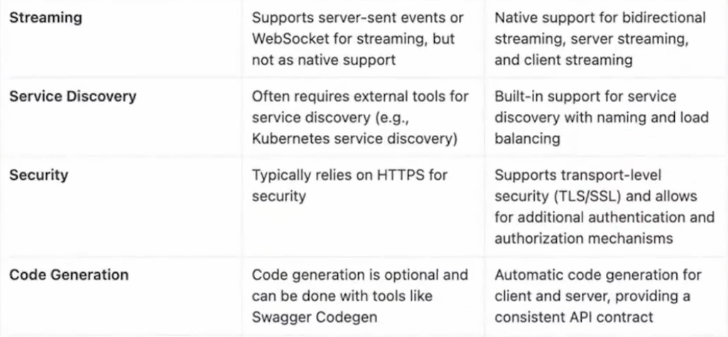 Streaming
Supports server-sent events or
WebSocket for streaming, but
not as native support
Native support for bidirectional
streaming, server streaming,
and client streaming
Service Discovery
Often requires external tools for
service discovery (e.g.,
Kubernetes service discovery)
Built-in support for service
discovery with naming and load
balancing
Security
Typically relies on HTTPS for
security
Supports transport-level
security (TLS/SSL) and allows
for additional authentication and
authorization mechanisms
Code Generation
Code generation is optional and
can be done with tools like
Swagger Codegen
Automatic code generation for
client and server, providing a
consistent API contract